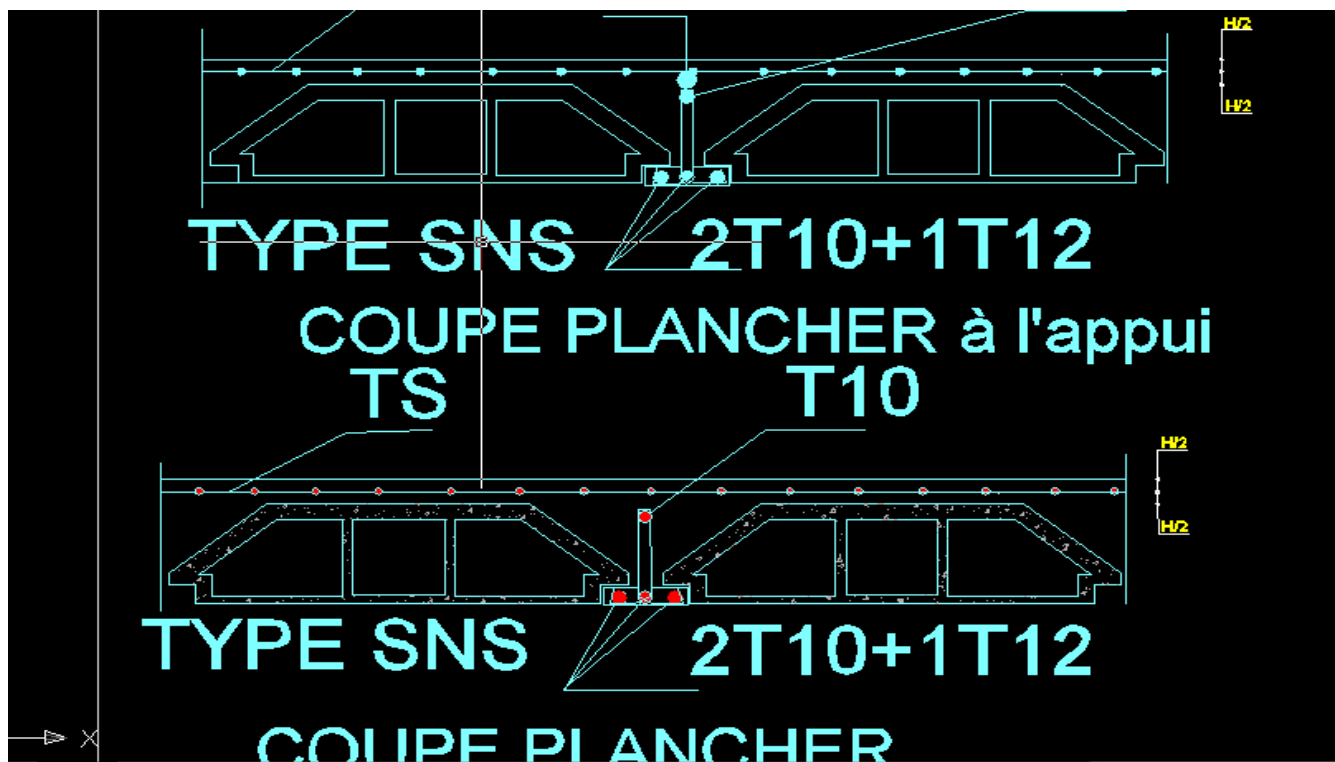 H/2
H/2
TYPE SNS 2T10+1T12
COUPE PLANCHER à l'appui
TS T10
H/2
H/2
TYPE SNS 2T10+1T12
X
COUPE PLANCHER